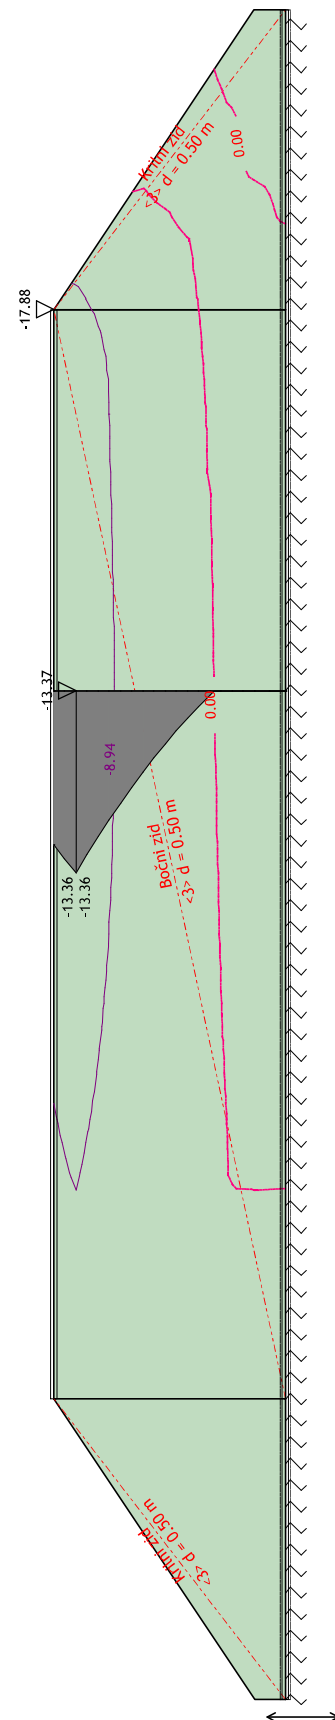 Krilni zid
<3> d = 0.50 m
0.00
-17.88
-13.37
0.00
-8.94
-13.36
-13.36
Bočni zid
<3> d = 0.50 m
Krilni zid
<3> d = 0.50 m